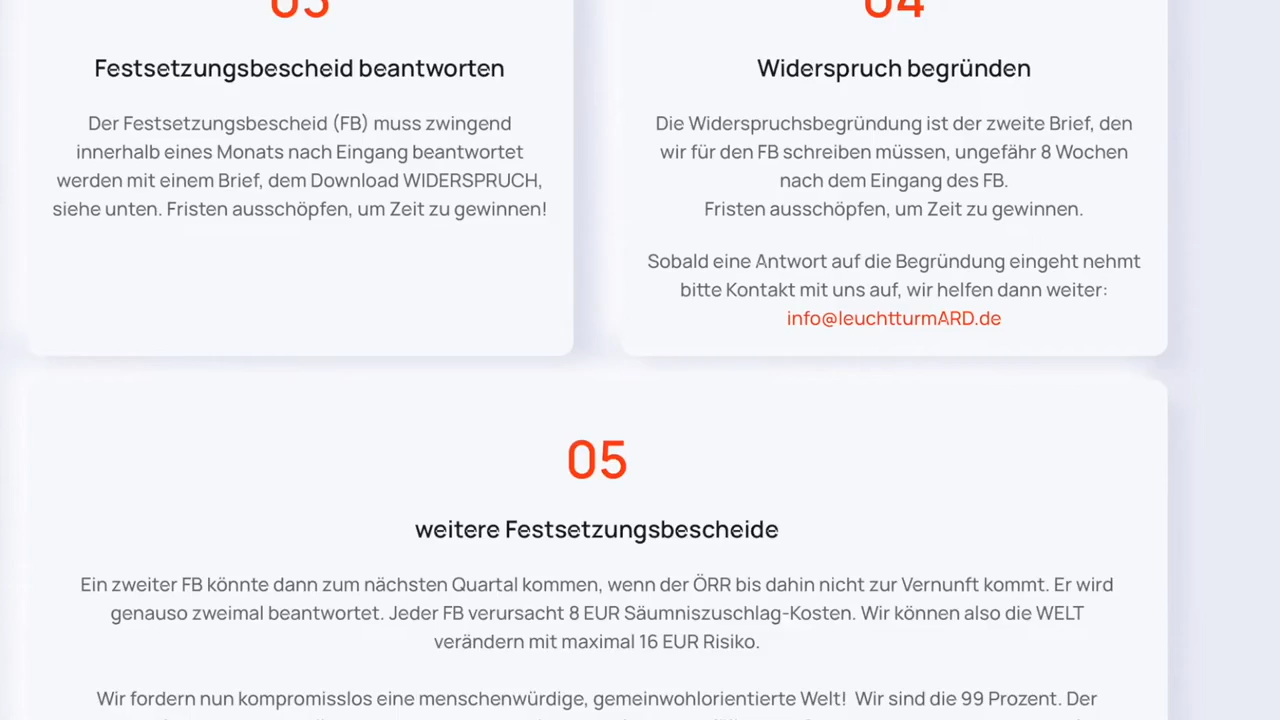 03
Festsetzungsbescheid beantworten
Der Festsetzungsbescheid (FB) muss zwingend
innerhalb eines Monats nach Eingang beantwortet
werden mit einem Brief, dem Download WIDERSPRUCH,
siehe unten. Fristen ausschöpfen, um Zeit zu gewinnen!
04
Widerspruch begründen
Die Widerspruchsbegründung ist der zweite Brief, den
wir für den FB schreiben müssen, ungefähr 8 Wochen
nach dem Eingang des FB.
Fristen ausschöpfen, um Zeit zu gewinnen.
Sobald eine Antwort auf die Begründung eingeht nehmt
bitte Kontakt mit uns auf, wir helfen dann weiter:
info@leuchtturmARD.de
05
weitere Festsetzungsbescheide
Ein zweiter FB könnte dann zum nächsten Quartal kommen, wenn der ÖRR bis dahin nicht zur Vernunft kommt. Er wird
genauso zweimal beantwortet. Jeder FB verursacht 8 EUR Säumniszuschlag-Kosten. Wir können also die WELT
verändern mit maximal 16 EUR Risiko.
Wir fordern nun kompromisslos eine menschenwürdige, gemeinwohlorientierte Welt!  Wir sind die 99 Prozent. Der